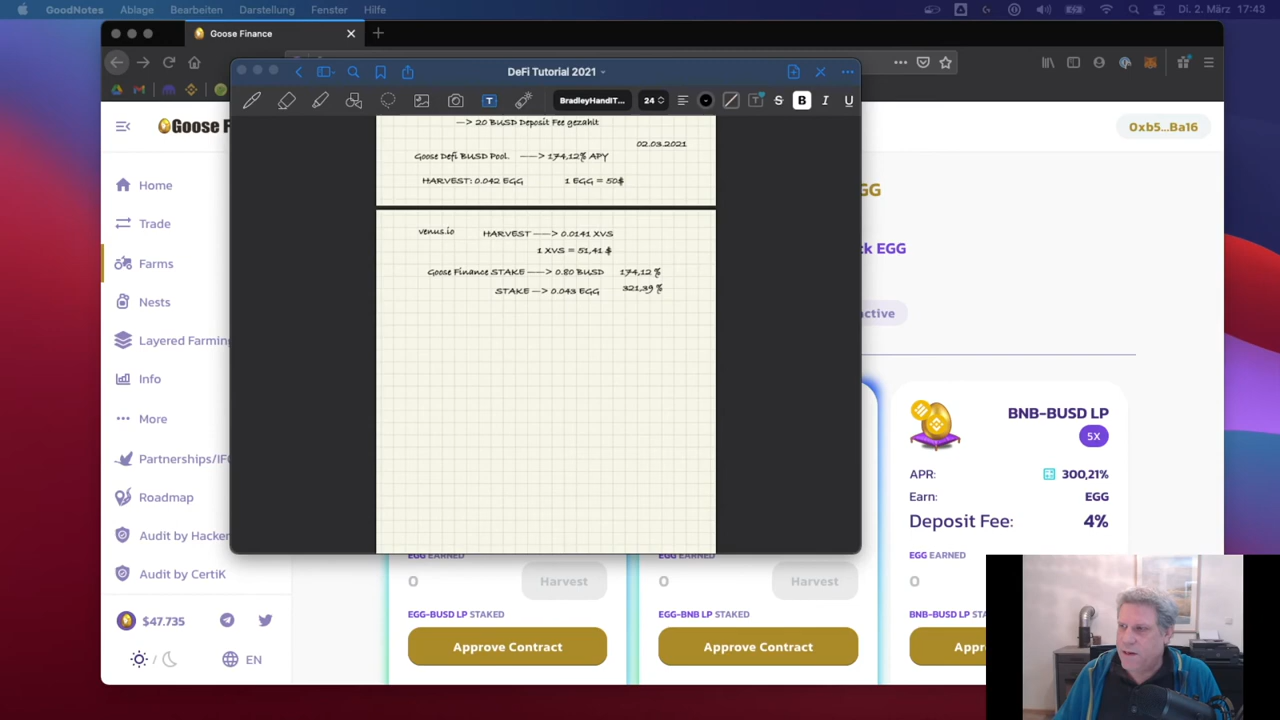 GoodNotes Ablage Bearbeiten Darstellung Fenster Hilfe Di. 2. März 17:43
Goose Finance
DeFi Tutorial 2021
BradleyHandIT... 24 B I U
Goose F
0xb5...Ba16
Home
Trade
Farms
Nests
Layered Farming
Info
More
Partnerships/IF
Roadmap
Audit by Hacker
Audit by CertiK
$47.735
EN
—> 20 BUSD Deposit Fee gezahlt
02.03.2021
Goose Defi BUSD Pool. ——> 174,12% APY
HARVEST: 0.042 EGG 1 EGG = 50$
venus.io HARVEST ——> 0.0141 XVS
1 XVS = 51,41 $
Goose Finance STAKE ——> 0.80 BUSD 174,12 %
STAKE —> 0.043 EGG 321,39 %
GG
ck EGG
active
EGG EARNED
0 Harvest
EGG-BUSD LP STAKED
Approve Contract
EGG EARNED
0 Harvest
EGG-BNB LP STAKED
Approve Contract
BNB-BUSD LP
5X
APR: 300,21%
Earn: EGG
Deposit Fee: 4%
EGG EARNED
0
BNB-BUSD LP S
Appr